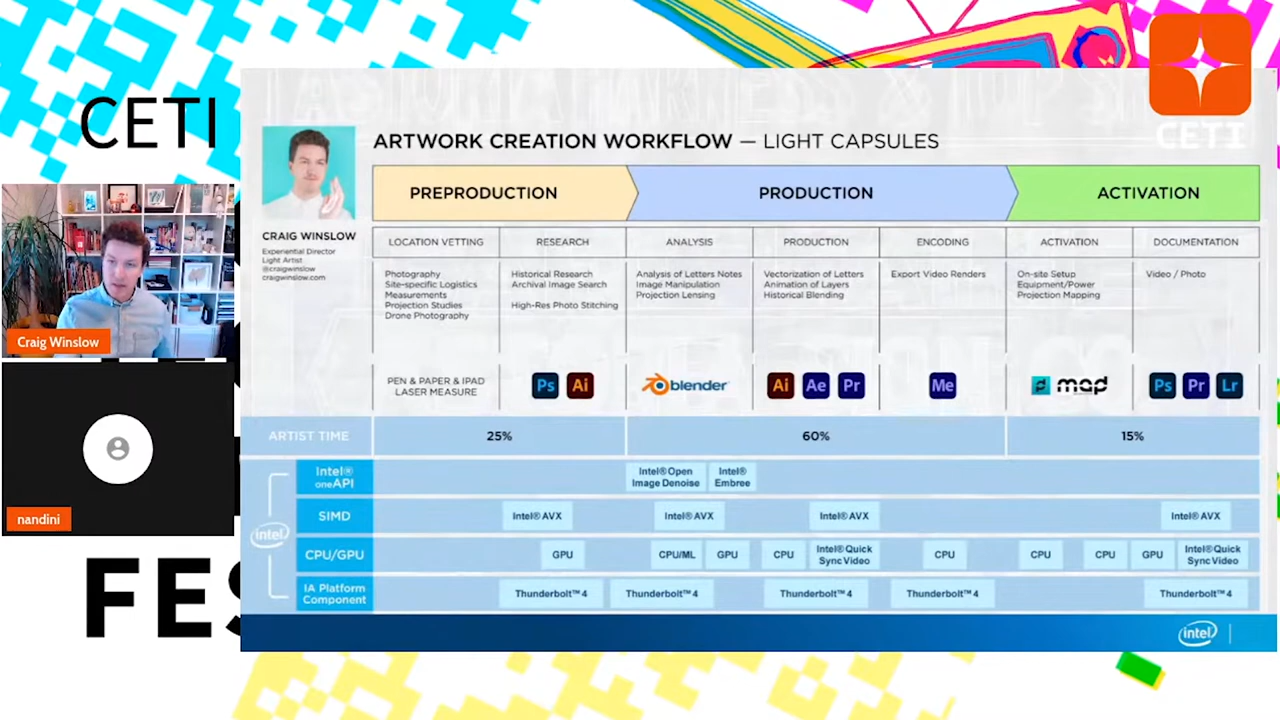 CETI
CETI
Craig Winslow
nandini
FES
ARTWORK CREATION WORKFLOW — LIGHT CAPSULES
CRAIG WINSLOW
Experiential Director
Light Artist
@craigwinslow
craigwinslow.com
PREPRODUCTION
PRODUCTION
ACTIVATION
LOCATION VETTING
RESEARCH
ANALYSIS
PRODUCTION
ENCODING
ACTIVATION
DOCUMENTATION
Photography
Site-specific Logistics
Measurements
Projection Studies
Drone Photography
Historical Research
Archival Image Search
High-Res Photo Stitching
Analysis of Letters Notes
Image Manipulation
Projection Lensing
Vectorization of Letters
Animation of Layers
Historical Blending
Export Video Renders
On-site Setup
Equipment/Power
Projection Mapping
Video / Photo
PEN & PAPER & IPAD
LASER MEASURE
Ps Ai
blender
Ai Ae Pr
Me
map
Ps Pr Lr
ARTIST TIME 25% 60% 15%
intel
Intel®
oneAPI
Intel® Open
Image Denoise
Intel®
Embree
SIMD Intel® AVX Intel® AVX Intel® AVX Intel® AVX
CPU/GPU GPU CPU/ML GPU CPU
Intel® Quick
Sync Video
CPU CPU CPU GPU
Intel® Quick
Sync Video
IA Platform
Component
Thunderbolt™ 4 Thunderbolt™ 4 Thunderbolt™ 4 Thunderbolt™ 4 Thunderbolt™ 4
intel